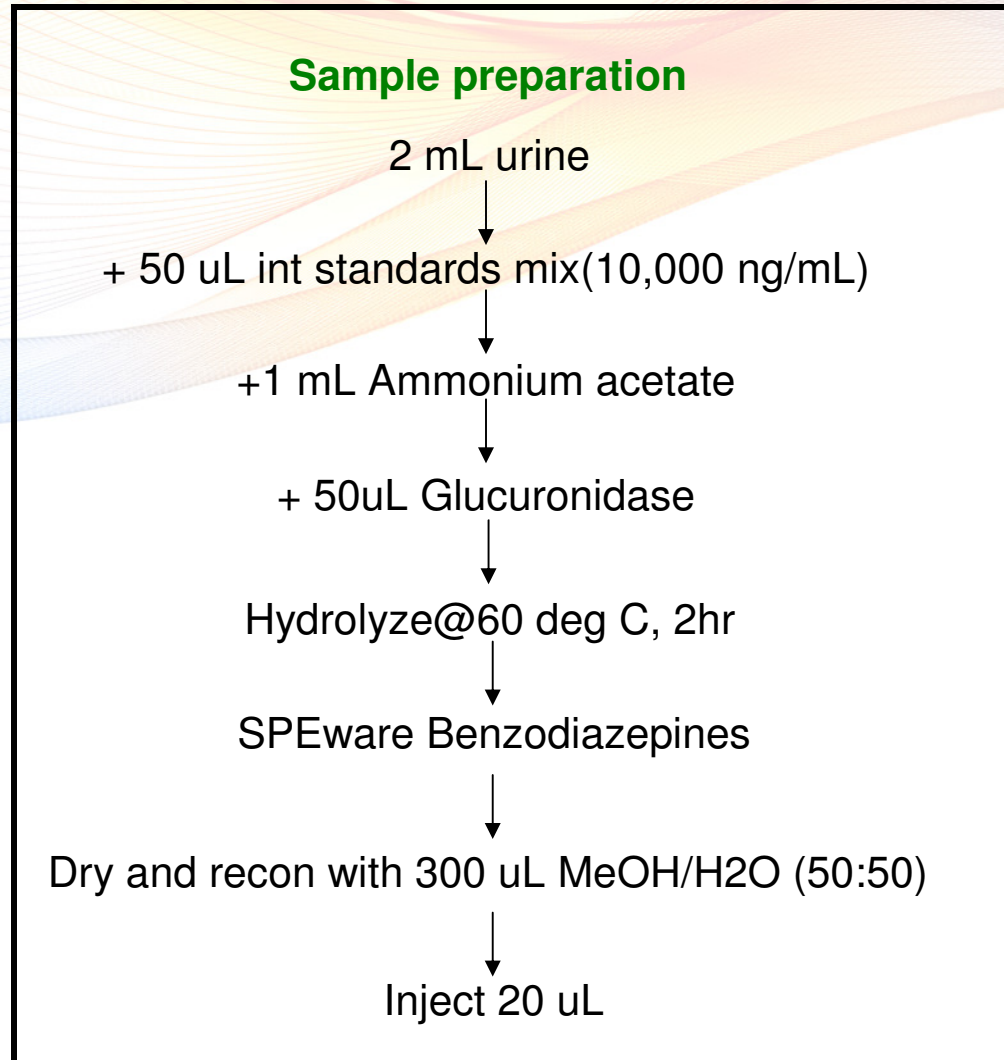 Sample preparation
2 mL urine
+ 50 uL int standards mix(10,000 ng/mL)
+1 mL Ammonium acetate
+ 50uL Glucuronidase
Hydrolyze@60 deg C, 2hr
SPEware Benzodiazepines
Dry and recon with 300 uL MeOH/H2O (50:50)
Inject 20 uL